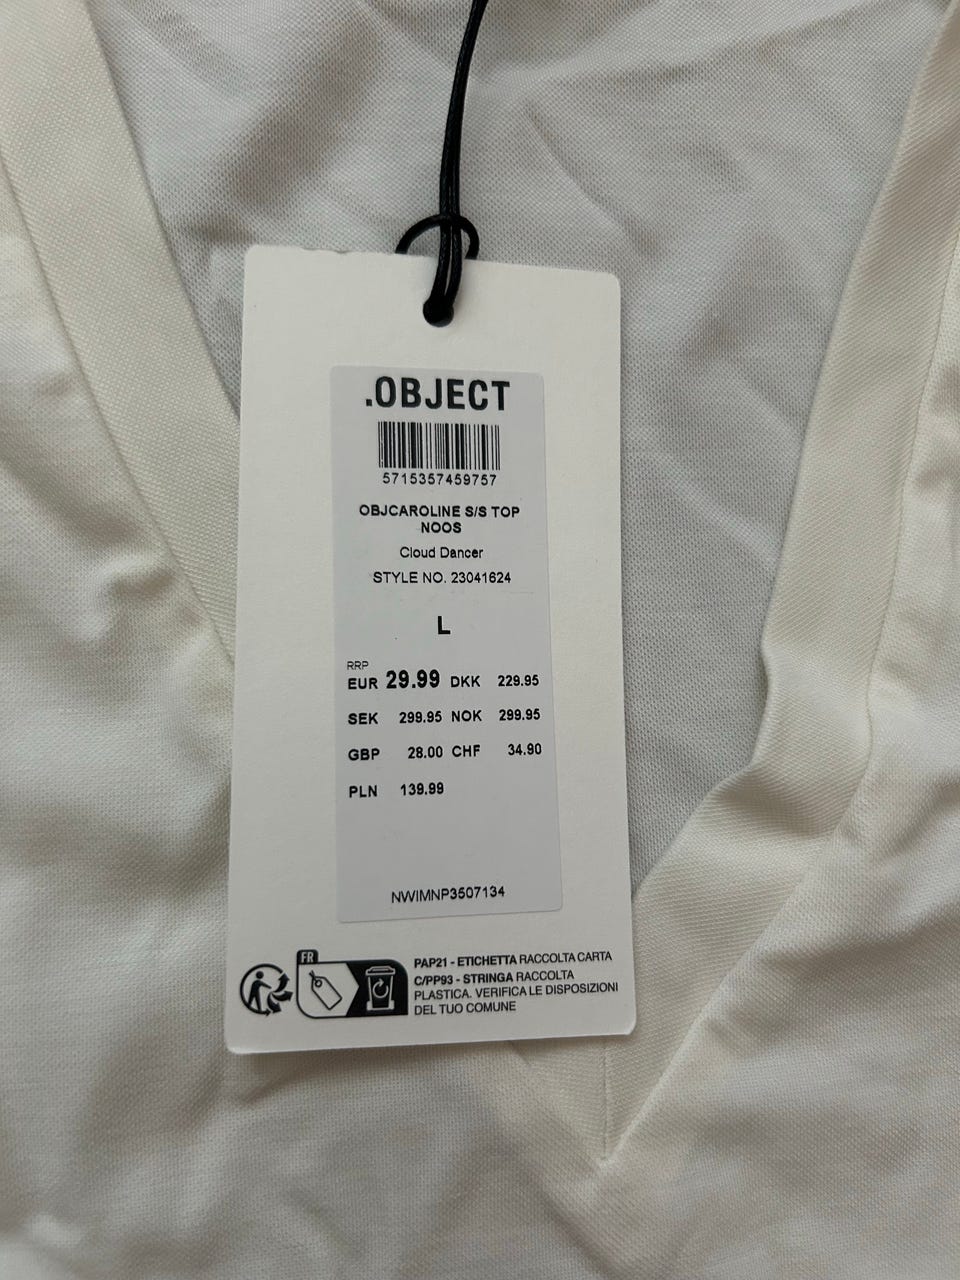 .OBJECT
5715357459757
OBJCAROLINE S/S TOP
NOOS
Cloud Dancer
STYLE NO. 23041624
L
RRP
EUR 29.99 DKK 229.95
SEK 299.95 NOK 299.95
GBP 28.00 CHF 34.90
PLN 139.99
NWIMNP3507134
FR
PAP21 - ETICHETTA RACCOLTA CARTA
C/PP93 - STRINGA RACCOLTA
PLASTICA. VERIFICA LE DISPOSIZIONI
DEL TUO COMUNE